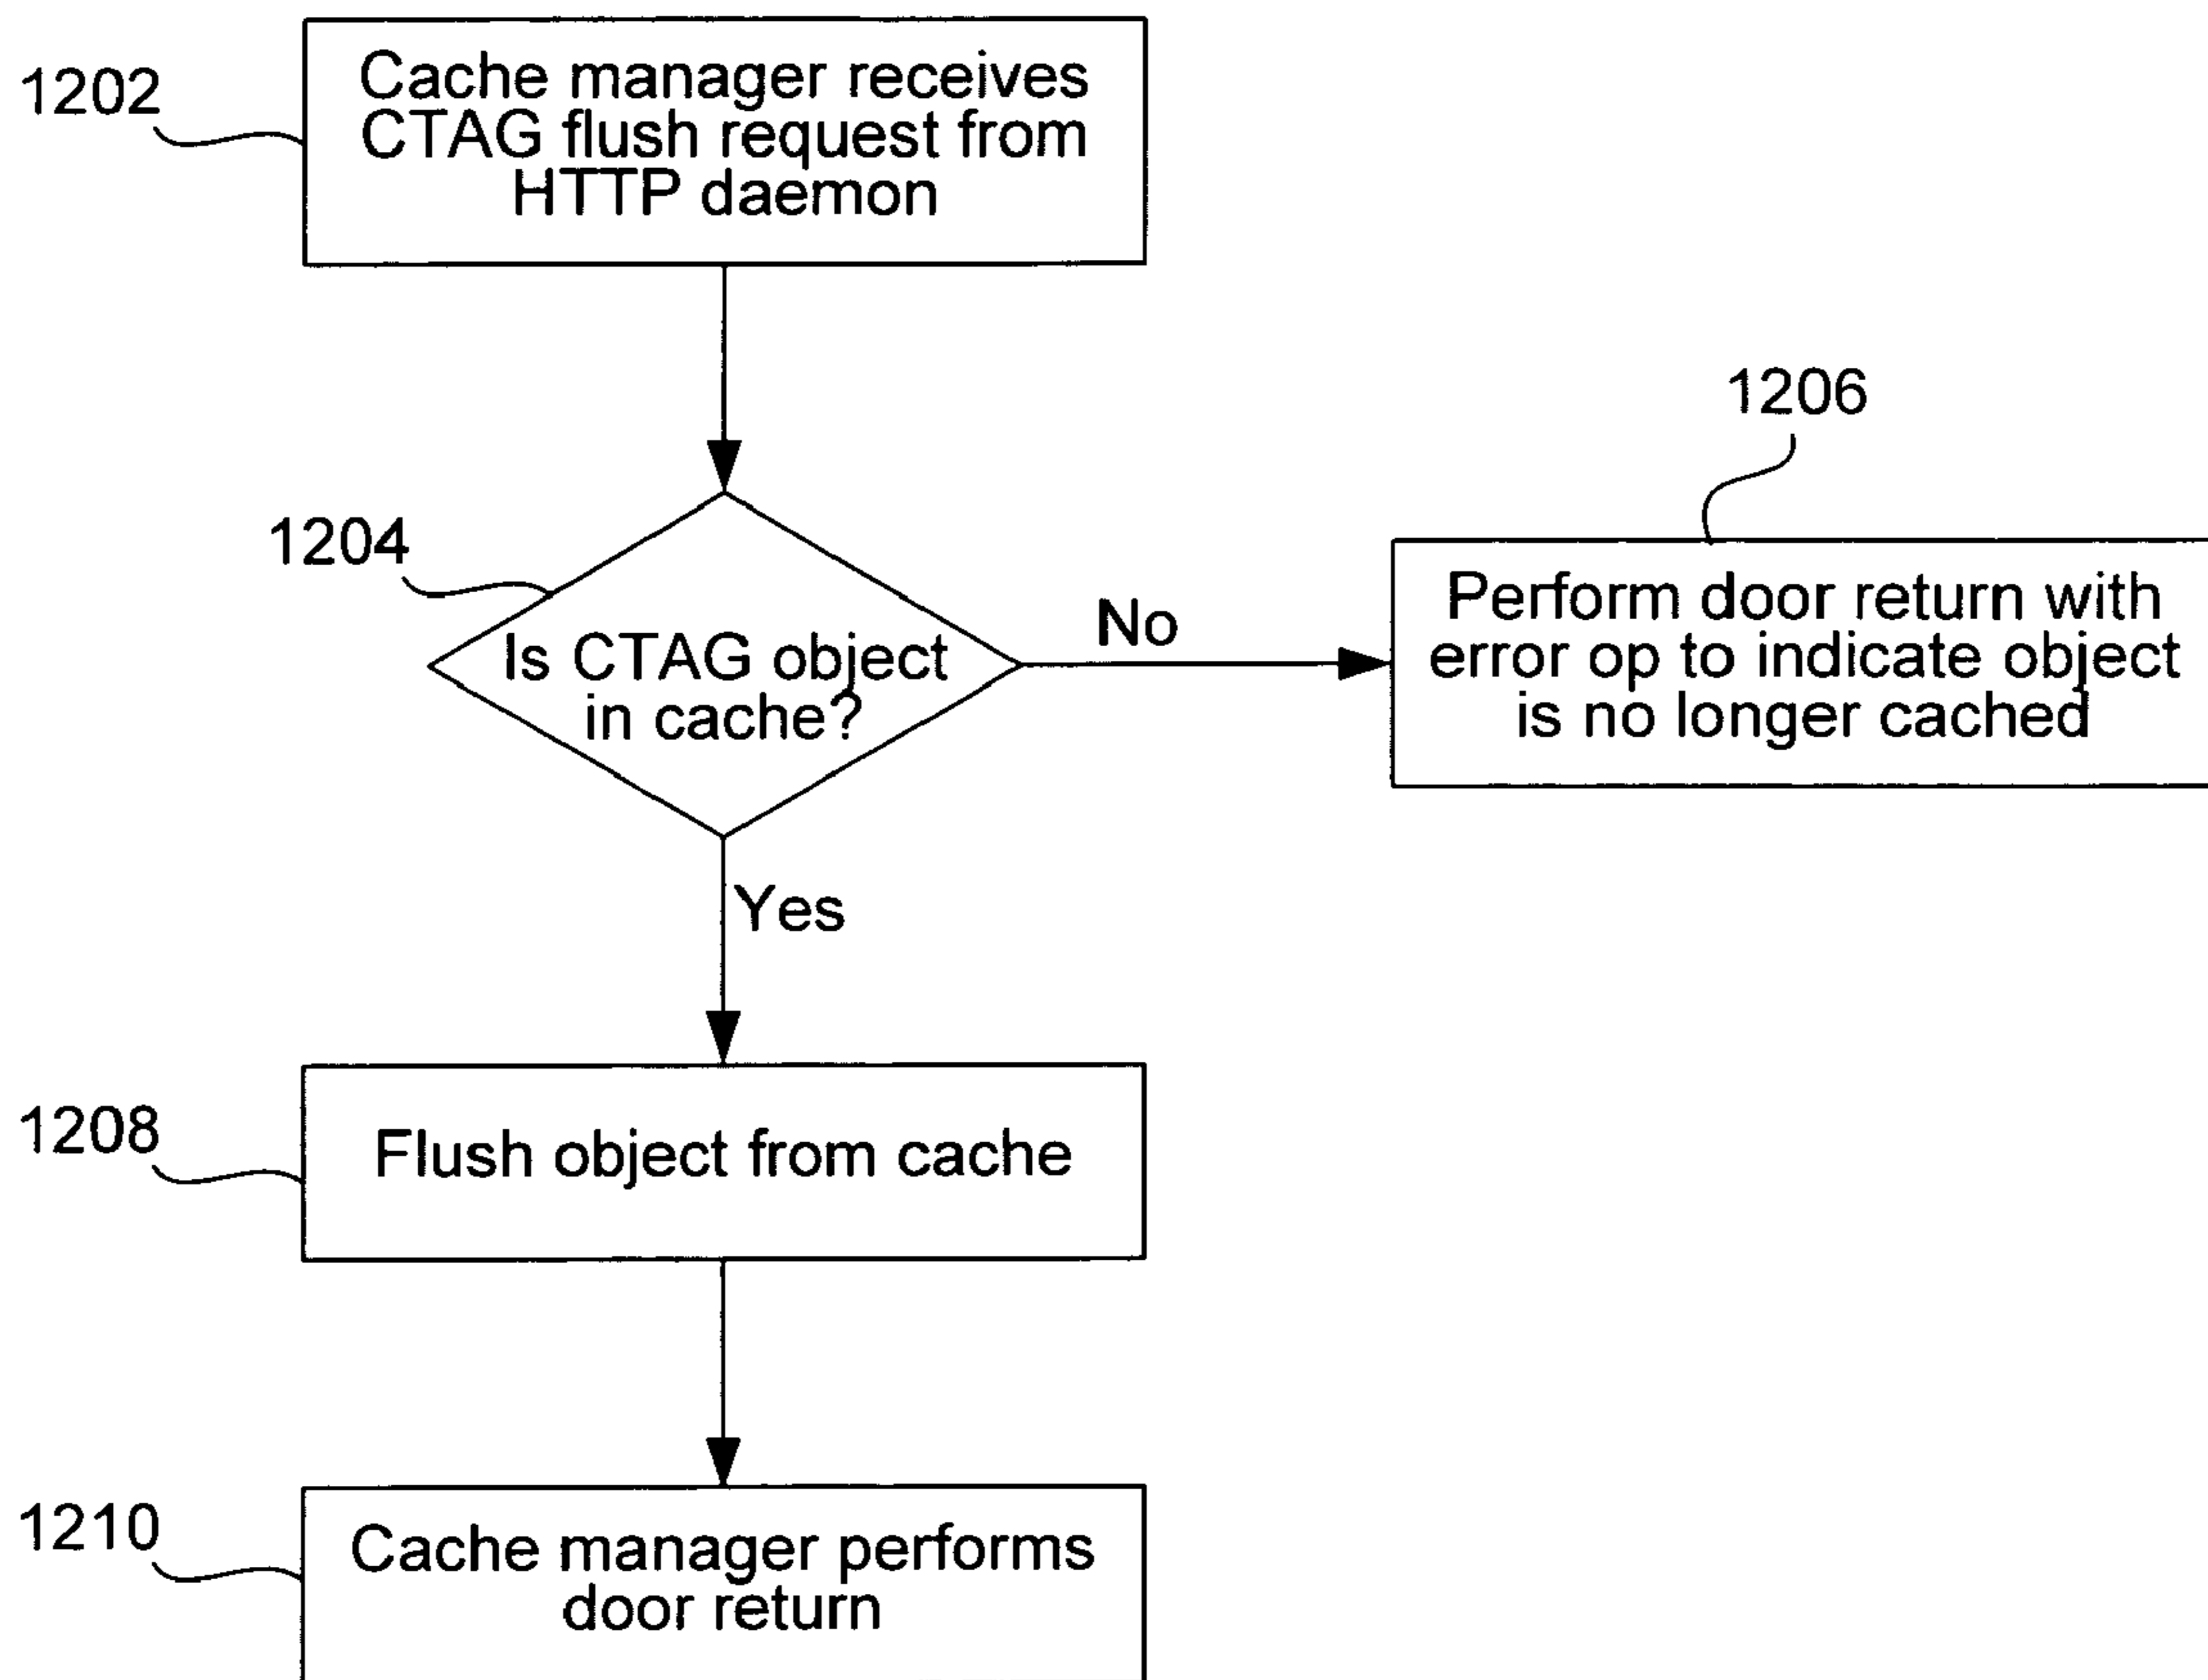 1202
Cache manager receives
CTAG flush request from
HTTP daemon
1204
Is CTAG object
in cache?
No
1206
Perform door return with
error op to indicate object
is no longer cached
Yes
1208
Flush object from cache
1210
Cache manager performs
door return